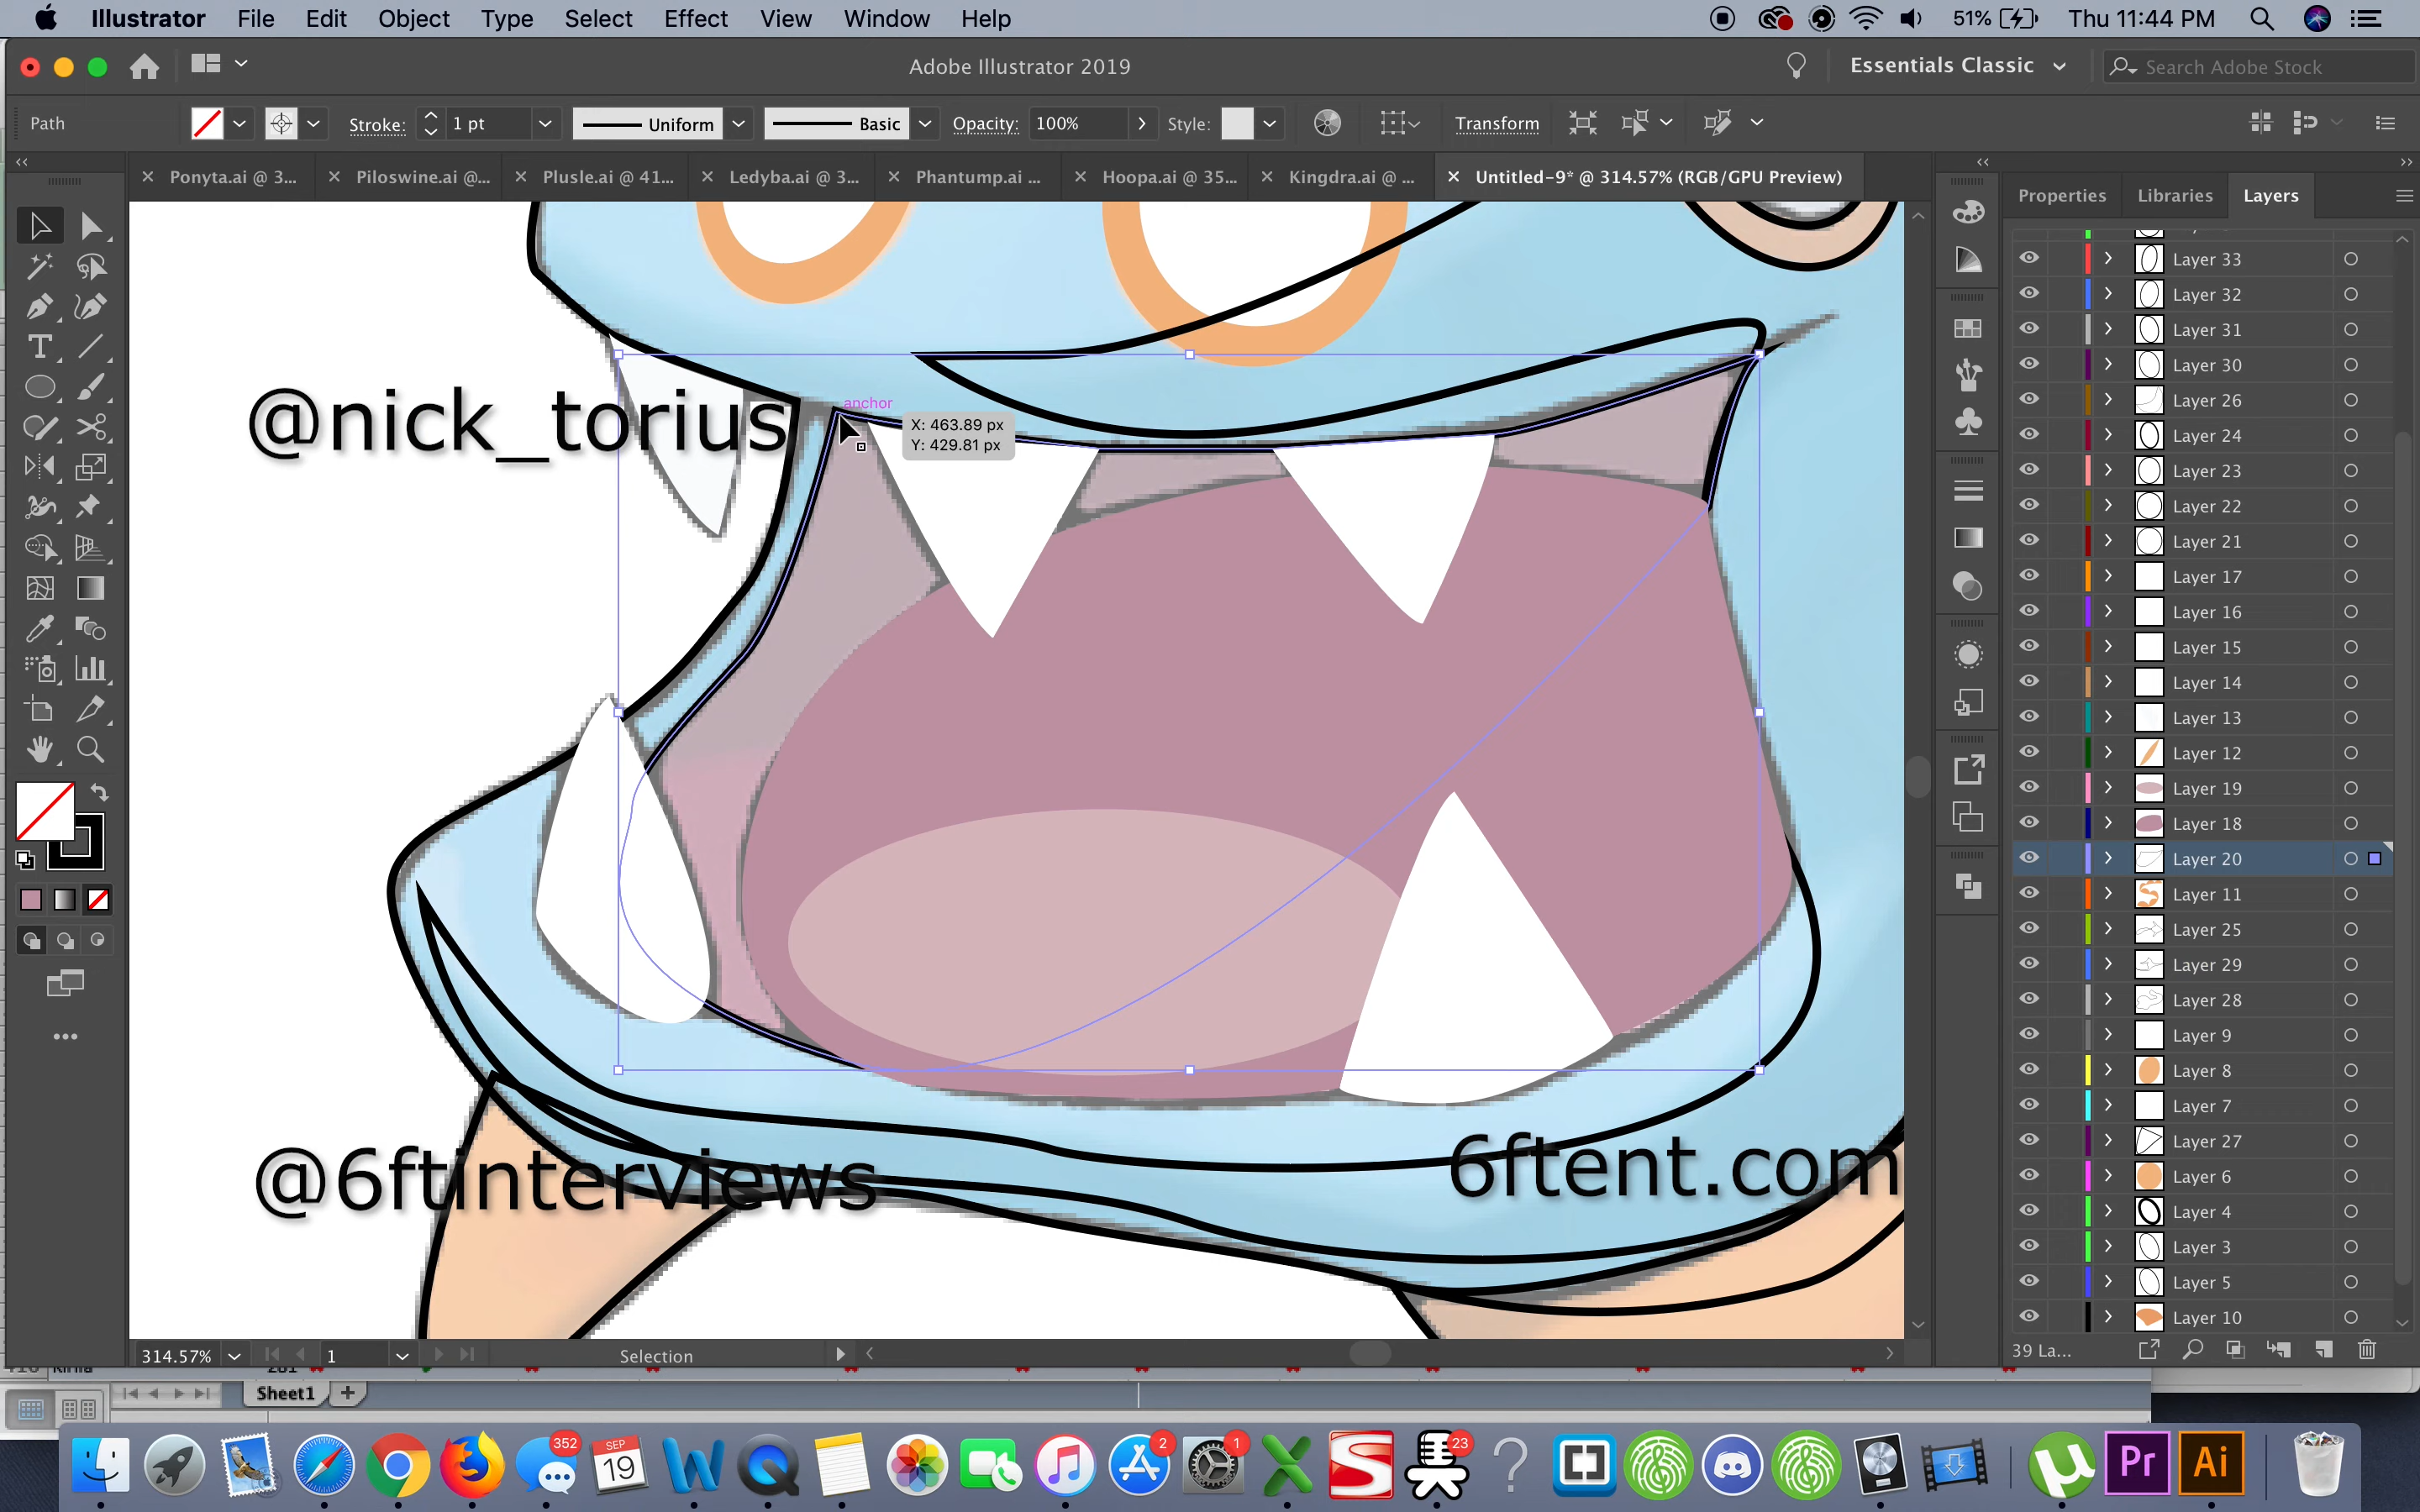 Illustrator File Edit Object Type Select Effect View Window Help 51% Thu 11:44 PM
Adobe Illustrator 2019 Essentials Classic Search Adobe Stock
Path Stroke: 1 pt Uniform Basic Opacity: 100% Style: Transform
Ponyta.ai @ 3... Piloswine.ai @... Plusle.ai @ 41... Ledyba.ai @ 3... Phantump.ai ... Hoopa.ai @ 35... Kingdra.ai @ ... Untitled-9* @ 314.57% (RGB/GPU Preview)
Properties Libraries Layers
Layer 33
Layer 32
Layer 31
Layer 30
Layer 26
Layer 24
Layer 23
Layer 22
Layer 21
Layer 17
Layer 16
Layer 15
Layer 14
Layer 13
Layer 12
Layer 19
Layer 18
Layer 20
Layer 11
Layer 25
Layer 29
Layer 28
Layer 9
Layer 8
Layer 7
Layer 27
Layer 6
Layer 4
Layer 3
Layer 5
Layer 10
39 La...
@nick_torius
anchor
X: 463.89 px
Y: 429.81 px
@6ftinterviews
6ftent.com
314.57% 1 Selection
Sheet1
352
SEP
19
2
1
23
Pr
Ai